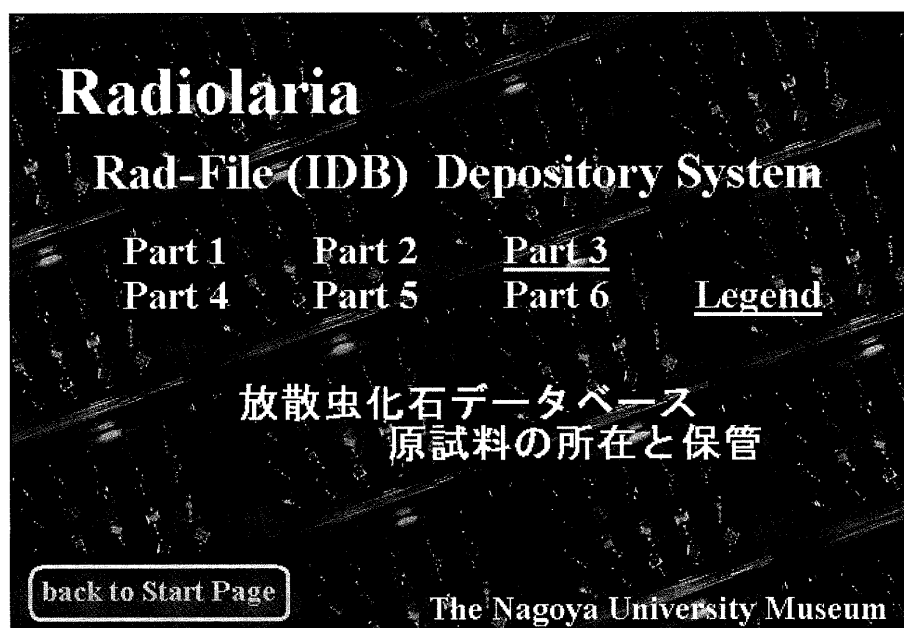 Radiolaria
Rad-File (IDB) Depository System
Part 1 Part 2 Part 3
Part 4 Part 5 Part 6 Legend
放散虫化石データベース
原試料の所在と保管
back to Start Page
The Nagoya University Museum